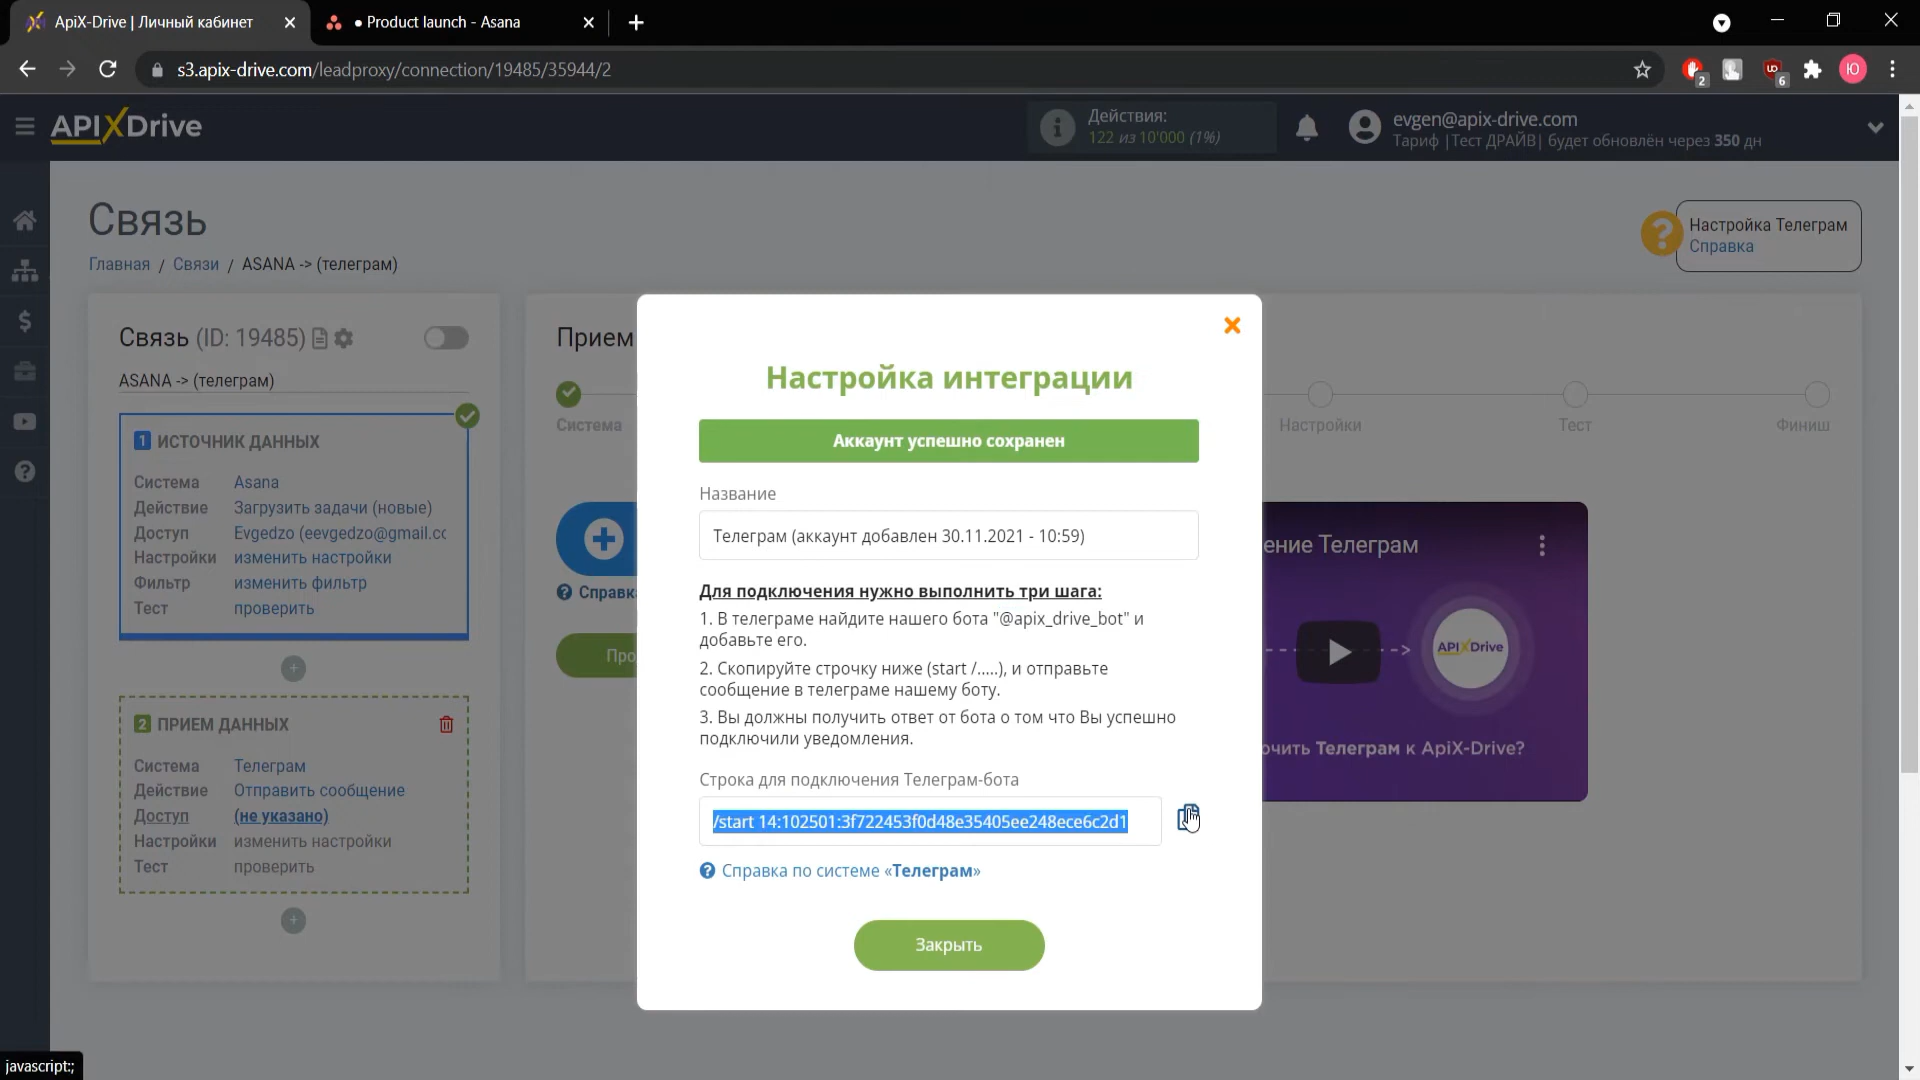 ApiX-Drive | Личный кабинет
• Product launch - Asana
s3.apix-drive.com/leadproxy/connection/19485/35944/2
2
6
Ю
APIXDrive
Действия:
122 из 10'000 (1%)
evgen@apix-drive.com
Тариф |Тест ДРАЙВ| будет обновлён через 350 дн
Связь
Главная / Связи / ASANA -> (телеграм)
Настройка Телеграм
Справка
Связь (ID: 19485)
ASANA -> (телеграм)
1 ИСТОЧНИК ДАННЫХ
Система Asana
Действие Загрузить задачи (новые)
Доступ Evgedzo (eevgedzo@gmail.cc
Настройки изменить настройки
Фильтр изменить фильтр
Тест проверить
2 ПРИЕМ ДАННЫХ
Система Телеграм
Действие Отправить сообщение
Доступ (не указано)
Настройки изменить настройки
Тест проверить
Прием
Система
Настройки
Тест
Финиш
Справка
Про
ение Телеграм
APIXDrive
ючить Телеграм к ApiX-Drive?
Настройка интеграции
Аккаунт успешно сохранен
Название
Телеграм (аккаунт добавлен 30.11.2021 - 10:59)
Для подключения нужно выполнить три шага:
1. В телеграме найдите нашего бота "@apix_drive_bot" и
добавьте его.
2. Скопируйте строчку ниже (start /.....), и отправьте
сообщение в телеграме нашему боту.
3. Вы должны получить ответ от бота о том что Вы успешно
подключили уведомления.
Строка для подключения Телеграм-бота
/start 14:102501:3f722453f0d48e35405ee248ece6c2d1
Справка по системе «Телеграм»
Закрыть
javascript:;